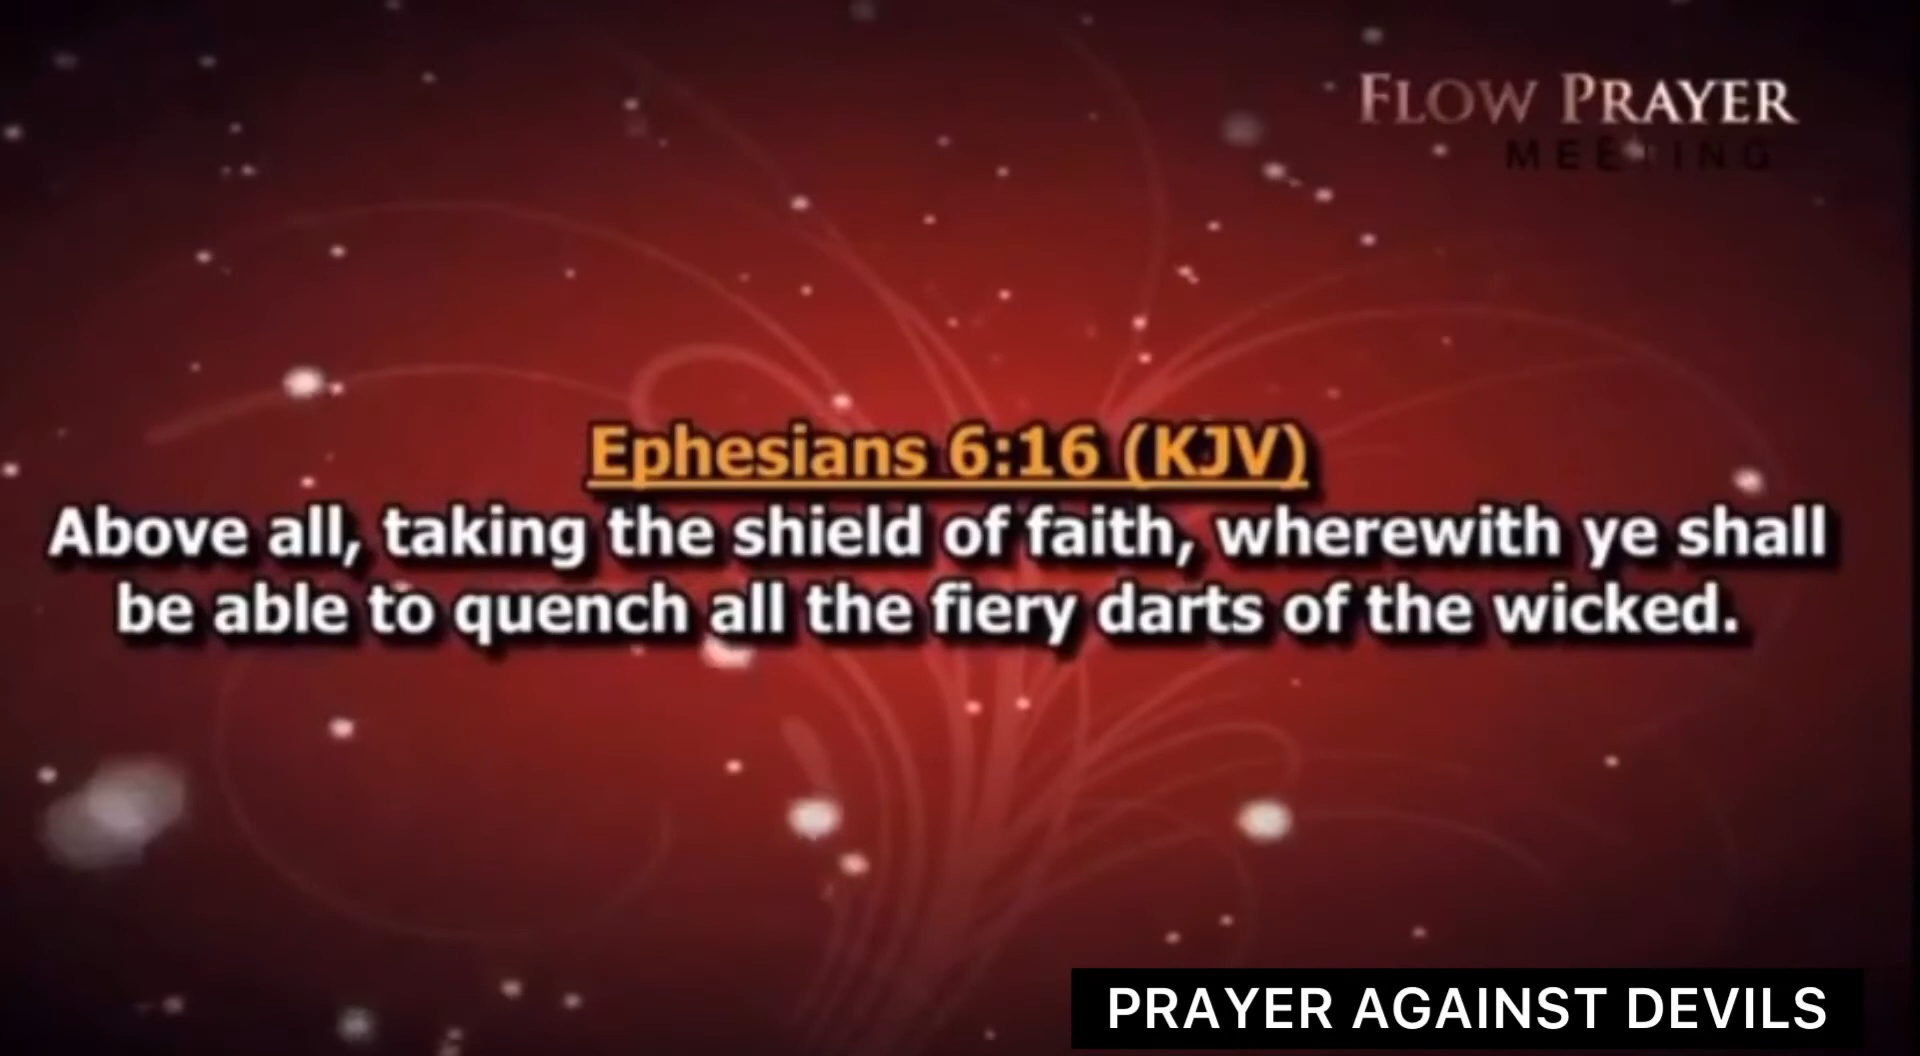 FLOW PRAYER
MEETING
Ephesians 6:16 (KJV)
Above all, taking the shield of faith, wherewith ye shall
be able to quench all the fiery darts of the wicked.
PRAYER AGAINST DEVILS